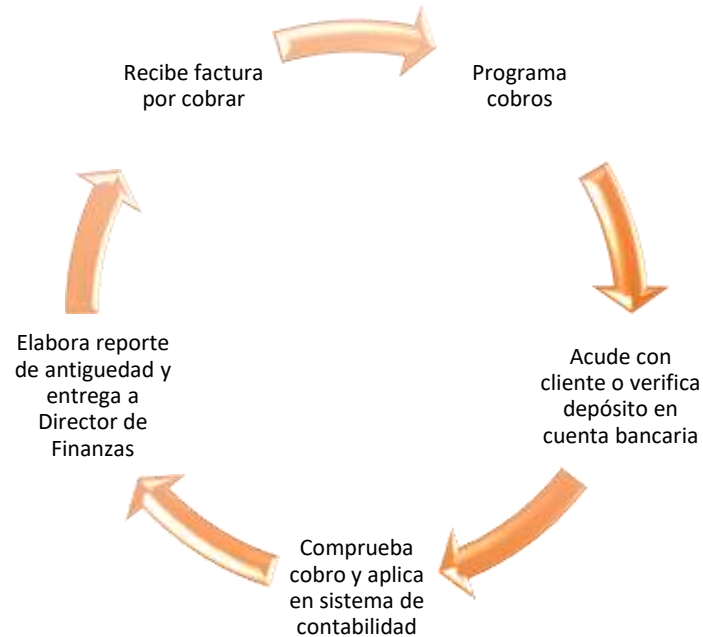 Recibe factura
por cobrar
Programa
cobros
Acude con
cliente o verifica
depósito en
cuenta bancaria
Comprueba
cobro y aplica
en sistema de
contabilidad
Elabora reporte
de antiguedad y
entrega a
Director de
Finanzas